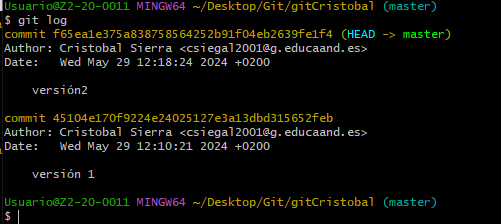 Usuario@Z2-20-0011 MINGW64 ~/Desktop/Git/gitCristobal (master)
$ git log
commit f65ea1e375a838758564252b91f04eb2639fe1f4 (HEAD -> master)
Author: Cristobal Sierra <csiegal2001@g.educaand.es>
Date:   Wed May 29 12:18:24 2024 +0200

    versión2

commit 45104e170f9224e24025127e3a13dbd315652feb
Author: Cristobal Sierra <csiegal2001@g.educaand.es>
Date:   Wed May 29 12:10:21 2024 +0200

    versión 1

Usuario@Z2-20-0011 MINGW64 ~/Desktop/Git/gitCristobal (master)
$